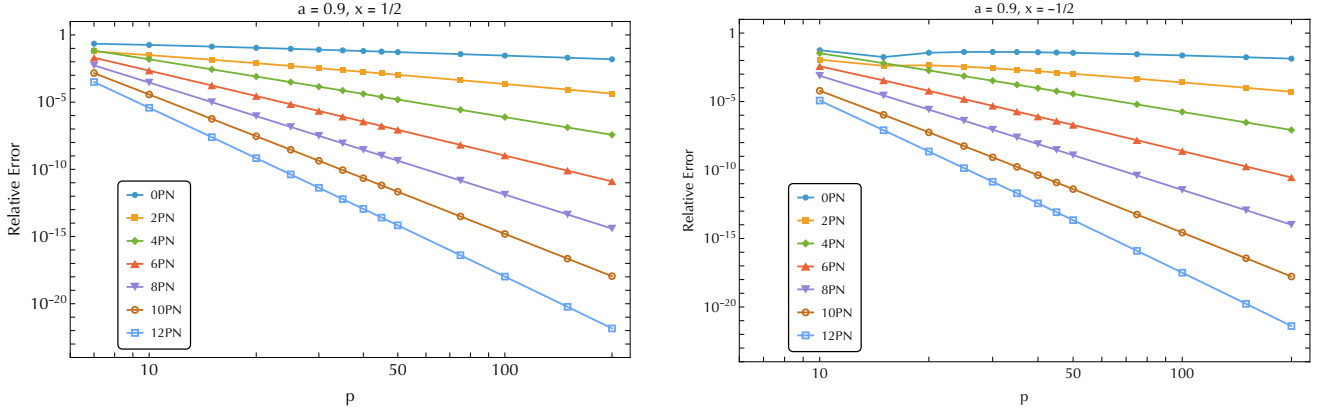 a = 0.9, x = 1/2
1
10⁻⁵
10⁻¹⁰
10⁻¹⁵
10⁻²⁰
Relative Error
0PN
2PN
4PN
6PN
8PN
10PN
12PN
10
50
100
p
a = 0.9, x = −1/2
1
10⁻⁵
10⁻¹⁰
10⁻¹⁵
10⁻²⁰
Relative Error
0PN
2PN
4PN
6PN
8PN
10PN
12PN
10
50
100
p